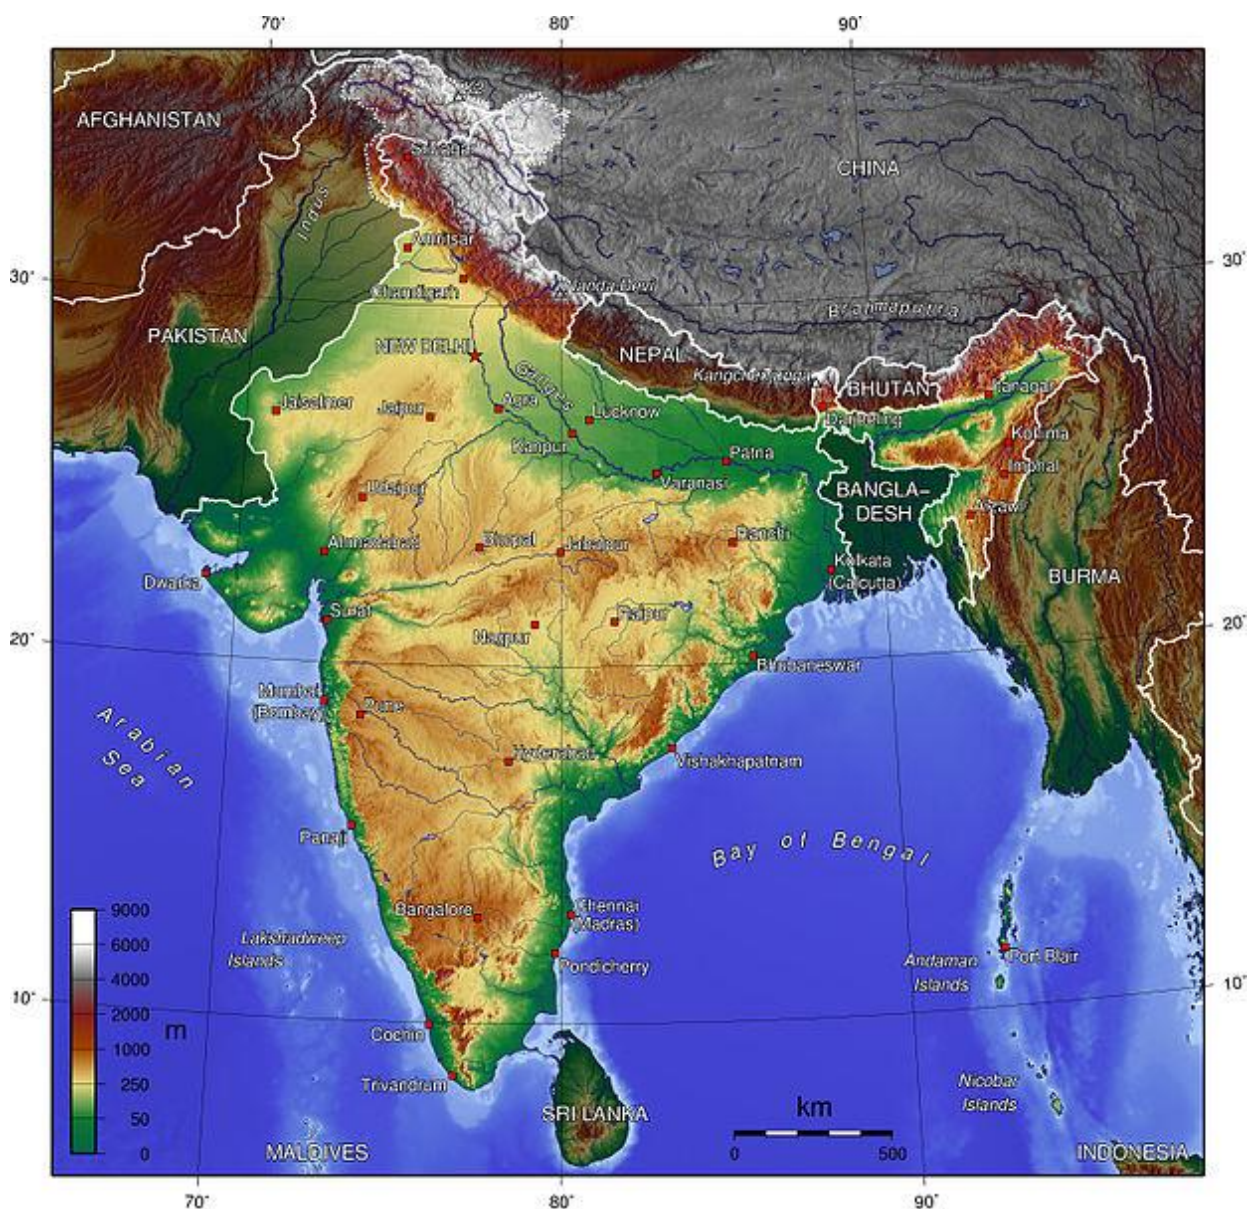 70°
80°
90°
K2
AFGHANISTAN
Srinagar
CHINA
Indus
Amritsar
30°
30°
Chandigarh
Nanda Devi
Brahmaputra
PAKISTAN
NEW DELHI
NEPAL
Ganges
Kangchenjunga
BHUTAN
Itanagar
Jaisalmer
Jaipur
Agra
Lucknow
Darjeeling
Kohima
Kanpur
Patna
Imphal
Varanasi
Udaipur
BANGLA-
DESH
Aizawl
Ahmadabad
Bhopal
Jabalpur
Ranchi
Kolkata
(Calcutta)
Dwarka
BURMA
Surat
Raipur
Nagpur
20°
20°
Bhubaneswar
Mumbai
(Bombay)
Pune
Arabian
Sea
Hyderabad
Vishakhapatnam
Panaji
Bay of Bengal
9000
6000
4000
2000
1000
250
50
0
m
Bangalore
Chennai
(Madras)
Lakshadweep
Islands
Pondicherry
Andaman
Islands
Port Blair
10°
10°
Cochin
Trivandrum
Nicobar
Islands
SRI LANKA
km
0
500
MALDIVES
INDONESIA
70°
80°
90°